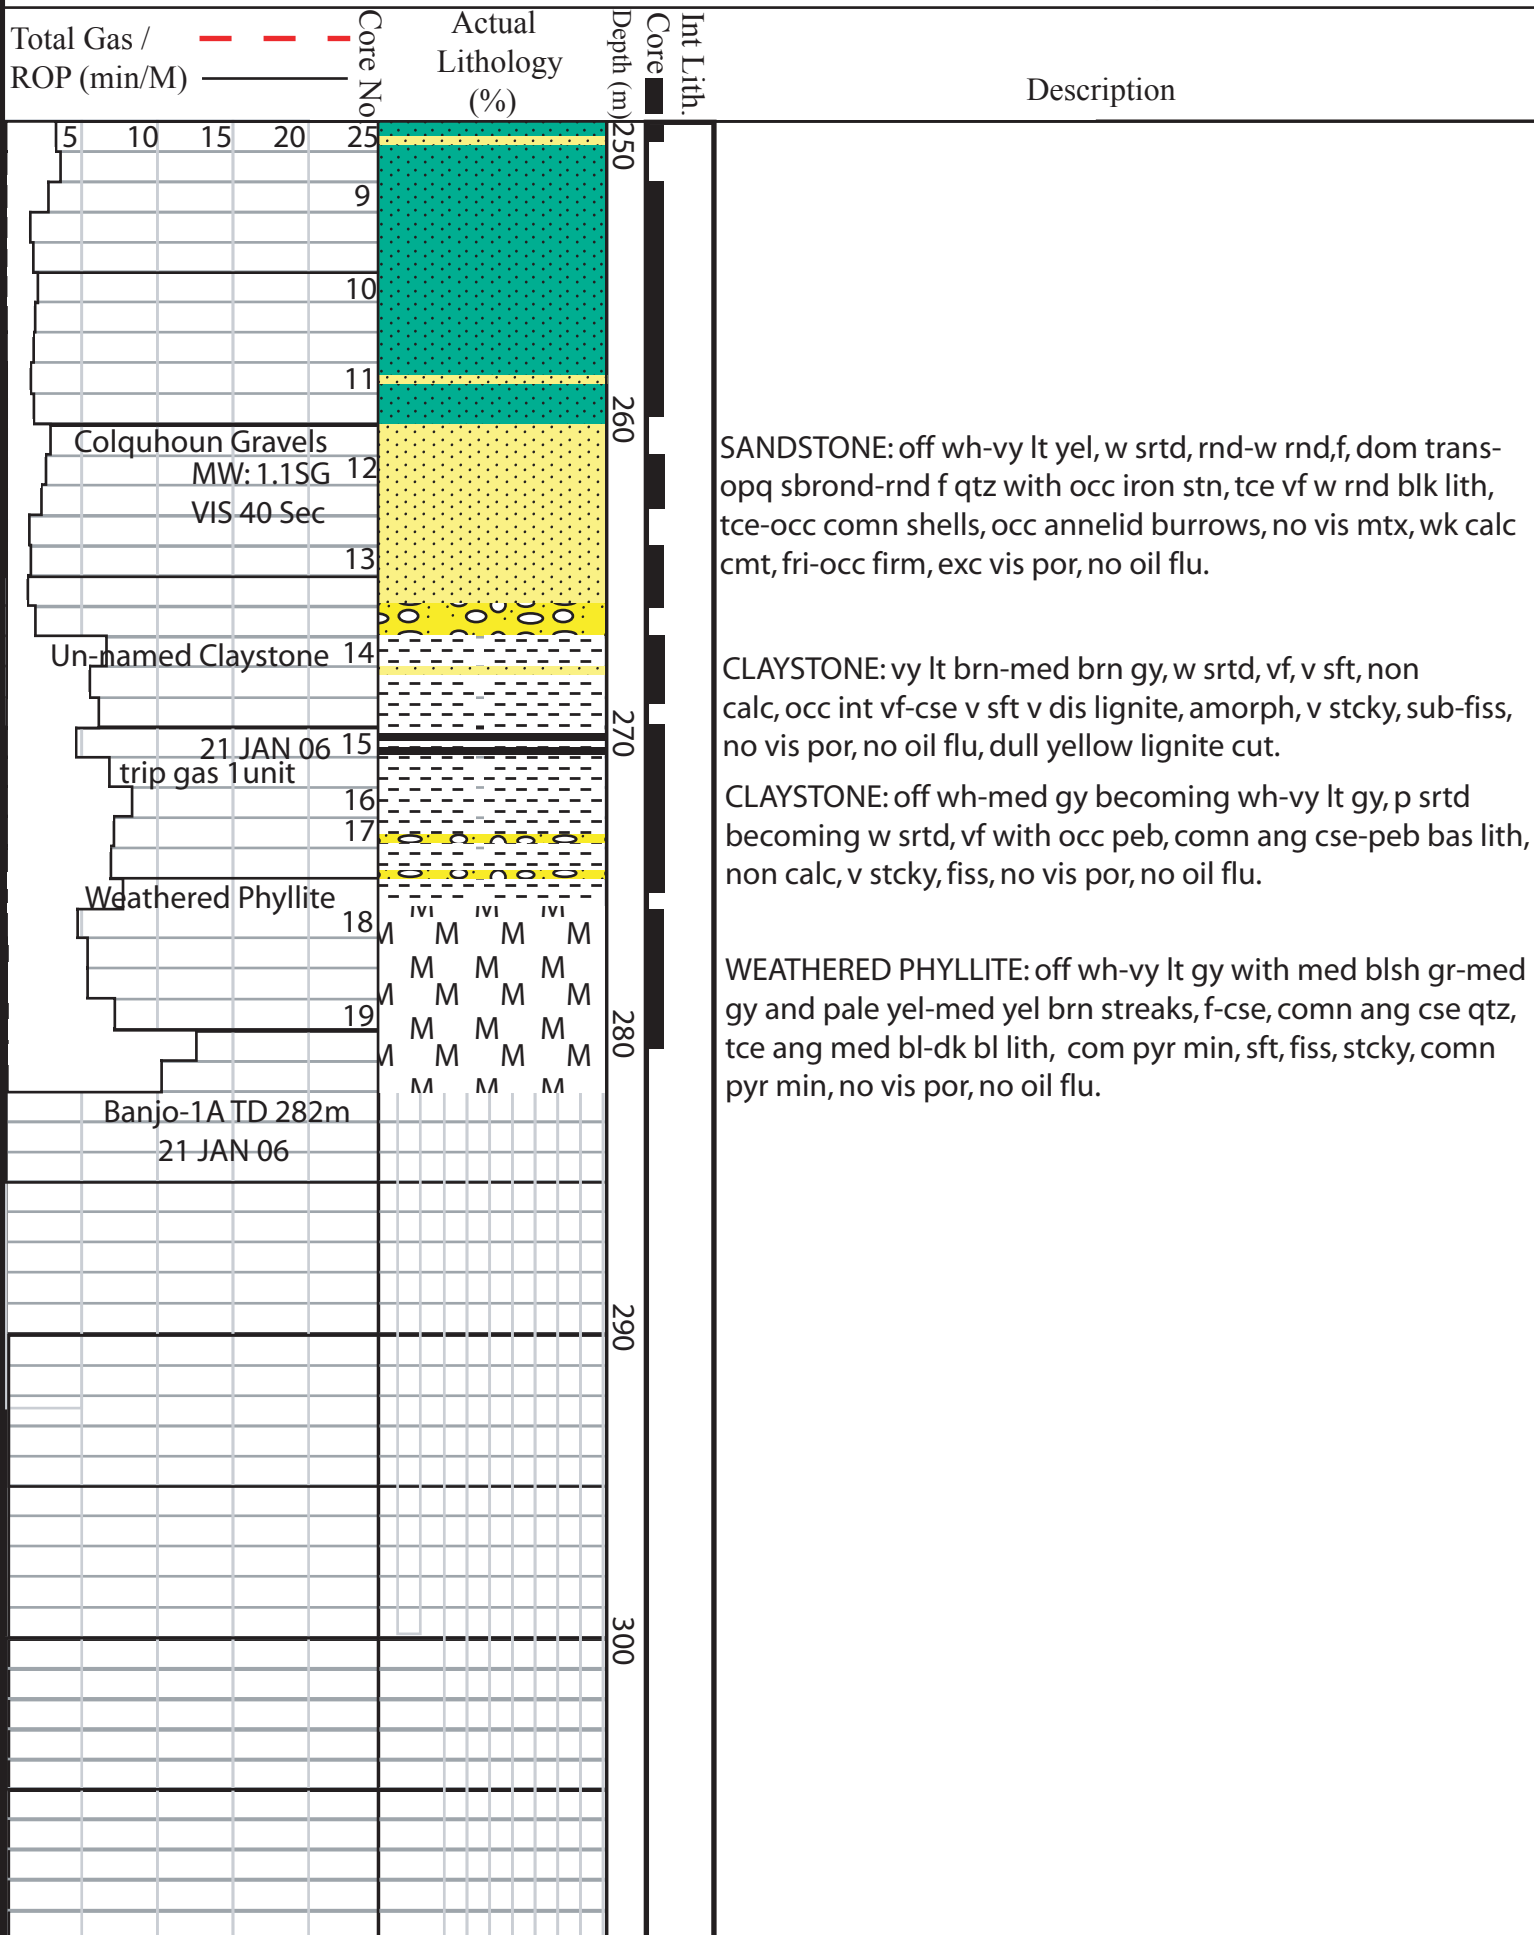 Total Gas /
ROP (min/M)
Core No
Actual
Lithology
(%)
Depth (m)
Core
Int Lith.
Description
5 10 15 20 25
250
9
10
11
260
Colquhoun Gravels
MW: 1.1SG 12
VIS 40 Sec
13
SANDSTONE: off wh-vy lt yel, w srtd, rnd-w rnd,f, dom trans-
opq sbrond-rnd f qtz with occ iron stn, tce vf w rnd blk lith,
tce-occ comn shells, occ annelid burrows, no vis mtx, wk calc
cmt, fri-occ firm, exc vis por, no oil flu.
Un-named Claystone 14
CLAYSTONE: vy lt brn-med brn gy, w srtd, vf, v sft, non
calc, occ int vf-cse v sft v dis lignite, amorph, v stcky, sub-fiss,
no vis por, no oil flu, dull yellow lignite cut.
270
21 JAN 06 15
trip gas 1unit
16
17
CLAYSTONE: off wh-med gy becoming wh-vy lt gy, p srtd
becoming w srtd, vf with occ peb, comn ang cse-peb bas lith,
non calc, v stcky, fiss, no vis por, no oil flu.
Weathered Phyllite
18
M M M
M M M M
M M M
M M M M
19
M M M
M M M M
M M M
280
WEATHERED PHYLLITE: off wh-vy lt gy with med blsh gr-med
gy and pale yel-med yel brn streaks, f-cse, comn ang cse qtz,
tce ang med bl-dk bl lith, com pyr min, sft, fiss, stcky, comn
pyr min, no vis por, no oil flu.
Banjo-1A TD 282m
21 JAN 06
290
300